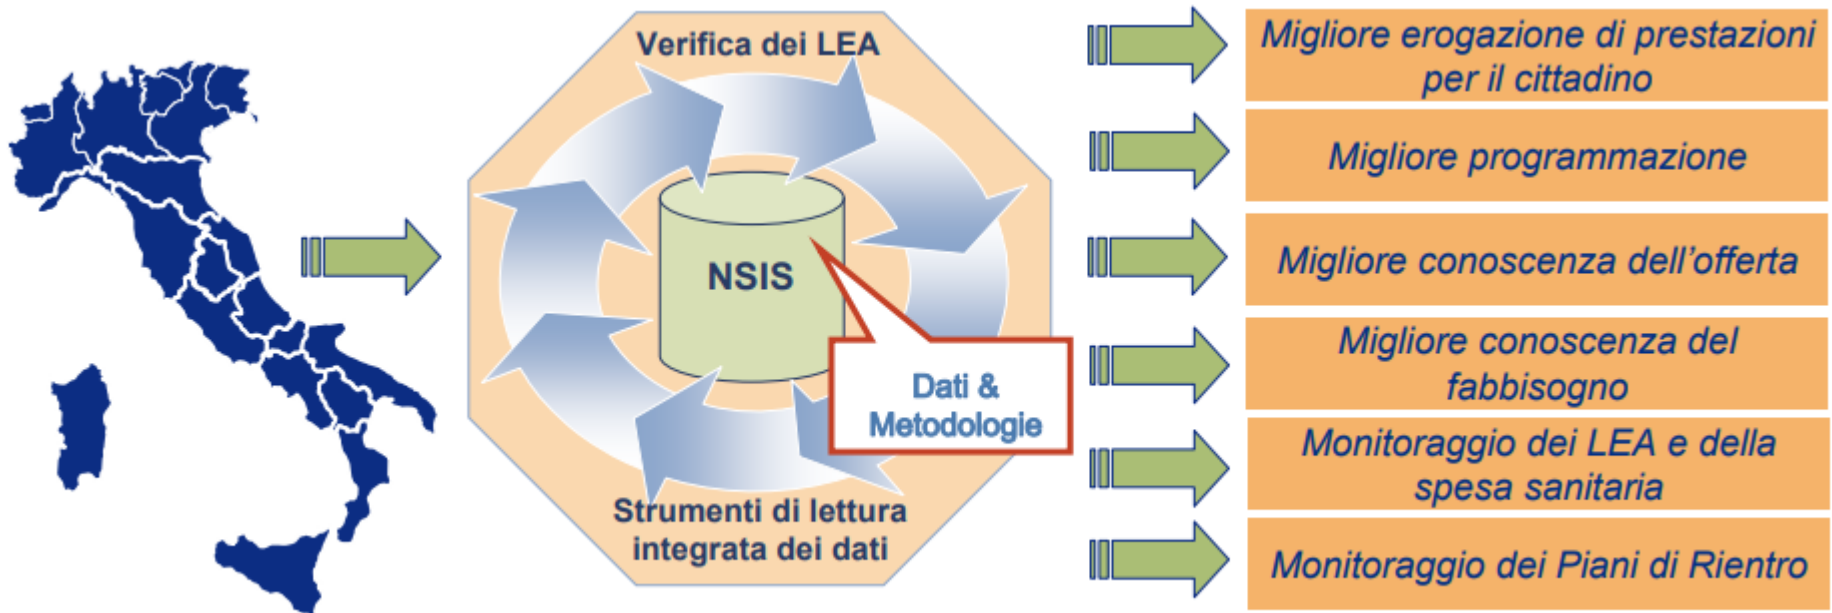 Verifica dei LEA
NSIS
Dati &
Metodologie
Strumenti di lettura
integrata dei dati
Migliore erogazione di prestazioni
per il cittadino
Migliore programmazione
Migliore conoscenza dell'offerta
Migliore conoscenza del
fabbisogno
Monitoraggio dei LEA e della
spesa sanitaria
Monitoraggio dei Piani di Rientro